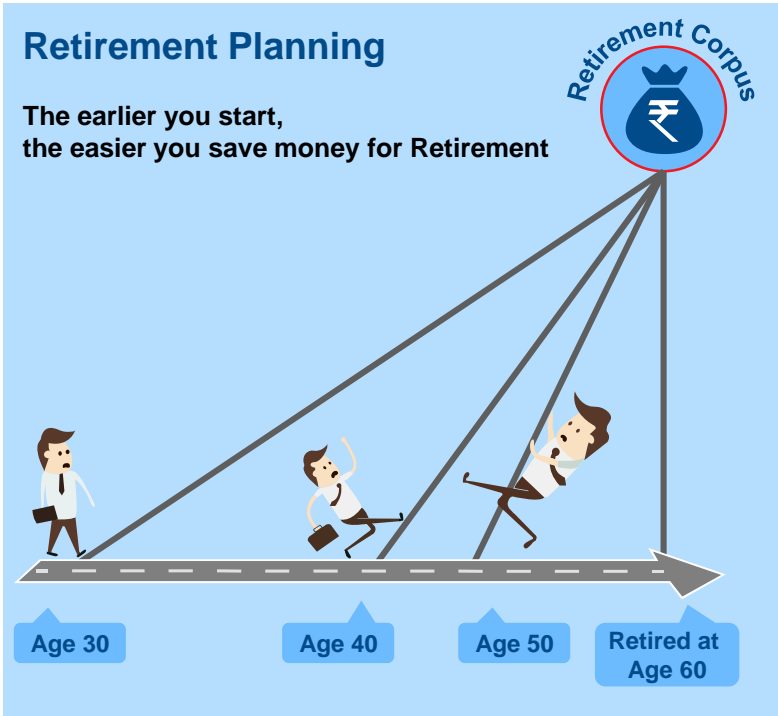 Retirement Planning
Retirement Corpus
₹
The earlier you start,
the easier you save money for Retirement
Age 30
Age 40
Age 50
Retired at
Age 60